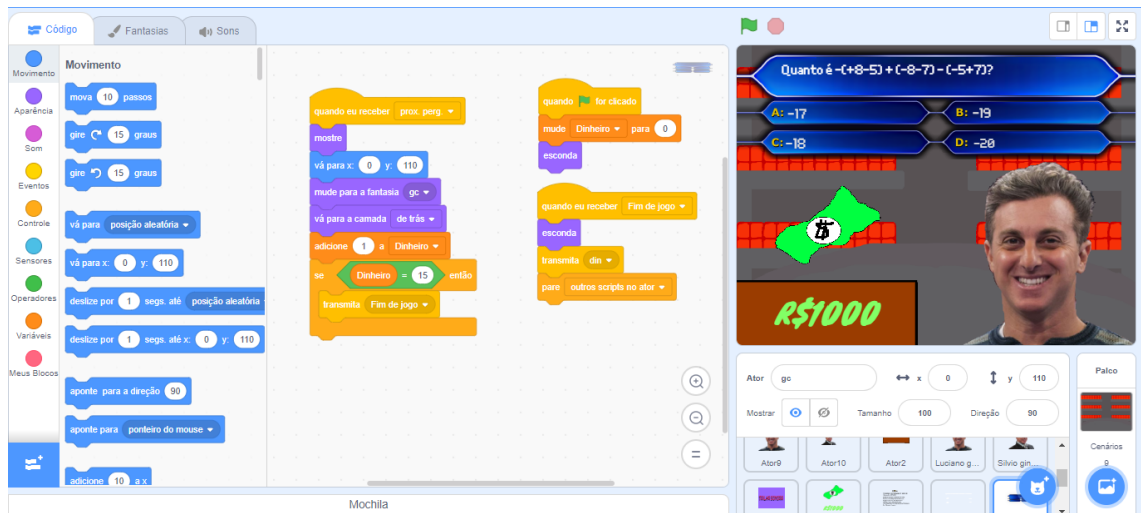 Código
Fantasias
Sons
Movimento
Aparência
Som
Eventos
Controle
Sensores
Operadores
Variáveis
Meus Blocos
Movimento
mova 10 passos
gire 15 graus
gire 15 graus
vá para posição aleatória
vá para x: 0 y: 110
deslize por 1 segs. até posição aleatória
deslize por 1 segs. até x: 0 y: 110
aponte para a direção 90
aponte para ponteiro do mouse
adicione 10 a x
quando eu receber prox. perg.
mostre
vá para x: 0 y: 110
mude para a fantasia gc
vá para a camada de trás
adicione 1 a Dinheiro
se Dinheiro = 15 então
transmita Fim de jogo
quando for clicado
mude Dinheiro para 0
esconda
quando eu receber Fim de jogo
esconda
transmita din
pare outros scripts no ator
Mochila
Quanto é -(+8-5) + (-8-7) - (-5+7)?
A: -17
B: -19
C: -18
D: -20
R$1000
Ator gc x 0 y 110
Mostrar Tamanho 100 Direção 90
Ator9
Ator10
Ator2
Luciano g...
Silvio gin...
R$1000
Palco
Cenários
9